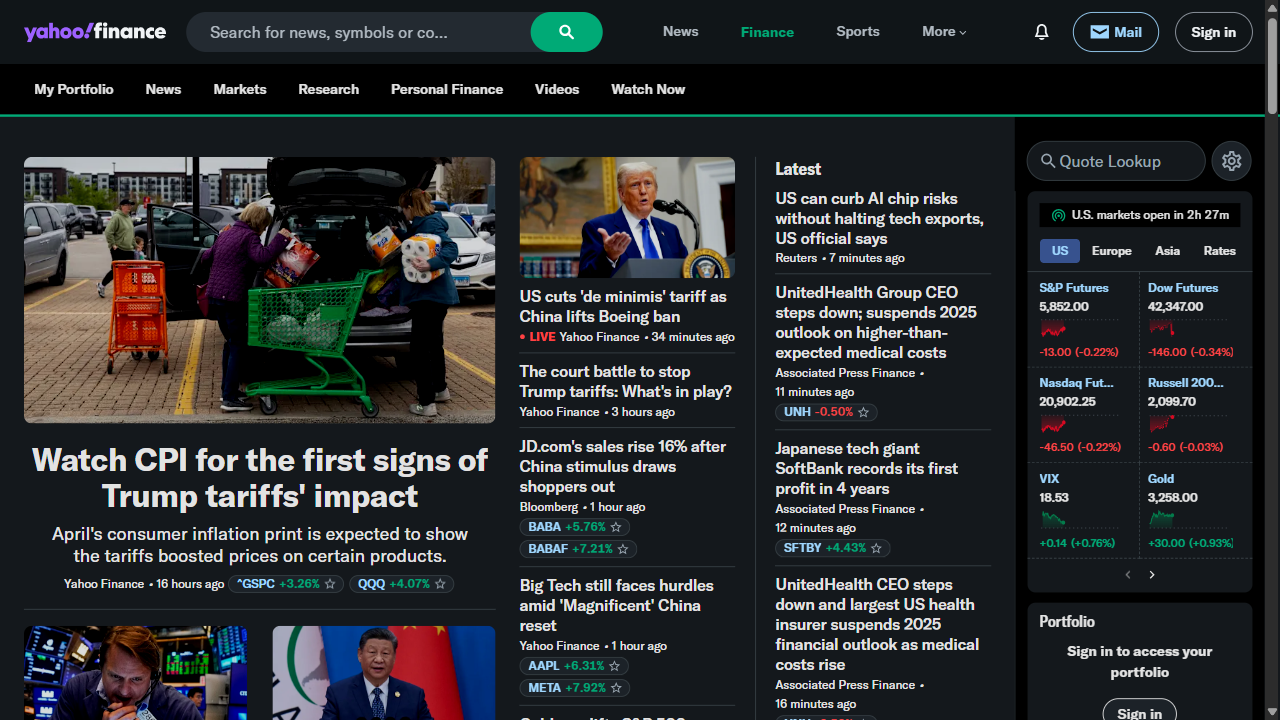 yahoo!finance
Search for news, symbols or co...
News
Finance
Sports
More
Mail
Sign in
My Portfolio
News
Markets
Research
Personal Finance
Videos
Watch Now
Watch CPI for the first signs of
Trump tariffs' impact
April's consumer inflation print is expected to show
the tariffs boosted prices on certain products.
Yahoo Finance • 16 hours ago ^GSPC +3.26% QQQ +4.07%
US cuts 'de minimis' tariff as
China lifts Boeing ban
• LIVE Yahoo Finance • 34 minutes ago
The court battle to stop
Trump tariffs: What's in play?
Yahoo Finance • 3 hours ago
JD.com's sales rise 16% after
China stimulus draws
shoppers out
Bloomberg • 1 hour ago
BABA +5.76%
BABAF +7.21%
Big Tech still faces hurdles
amid 'Magnificent' China
reset
Yahoo Finance • 1 hour ago
AAPL +6.31%
META +7.92%
Latest
US can curb AI chip risks
without halting tech exports,
US official says
Reuters • 7 minutes ago
UnitedHealth Group CEO
steps down; suspends 2025
outlook on higher-than-
expected medical costs
Associated Press Finance •
11 minutes ago
UNH -0.50%
Japanese tech giant
SoftBank records its first
profit in 4 years
Associated Press Finance •
12 minutes ago
SFTBY +4.43%
UnitedHealth CEO steps
down and largest US health
insurer suspends 2025
financial outlook as medical
costs rise
Associated Press Finance •
16 minutes ago
Quote Lookup
U.S. markets open in 2h 27m
US
Europe
Asia
Rates
S&P Futures
5,852.00
-13.00 (-0.22%)
Dow Futures
42,347.00
-146.00 (-0.34%)
Nasdaq Fut...
20,902.25
-46.50 (-0.22%)
Russell 200...
2,099.70
-0.60 (-0.03%)
VIX
18.53
+0.14 (+0.76%)
Gold
3,258.00
+30.00 (+0.93%)
Portfolio
Sign in to access your
portfolio
Sign in